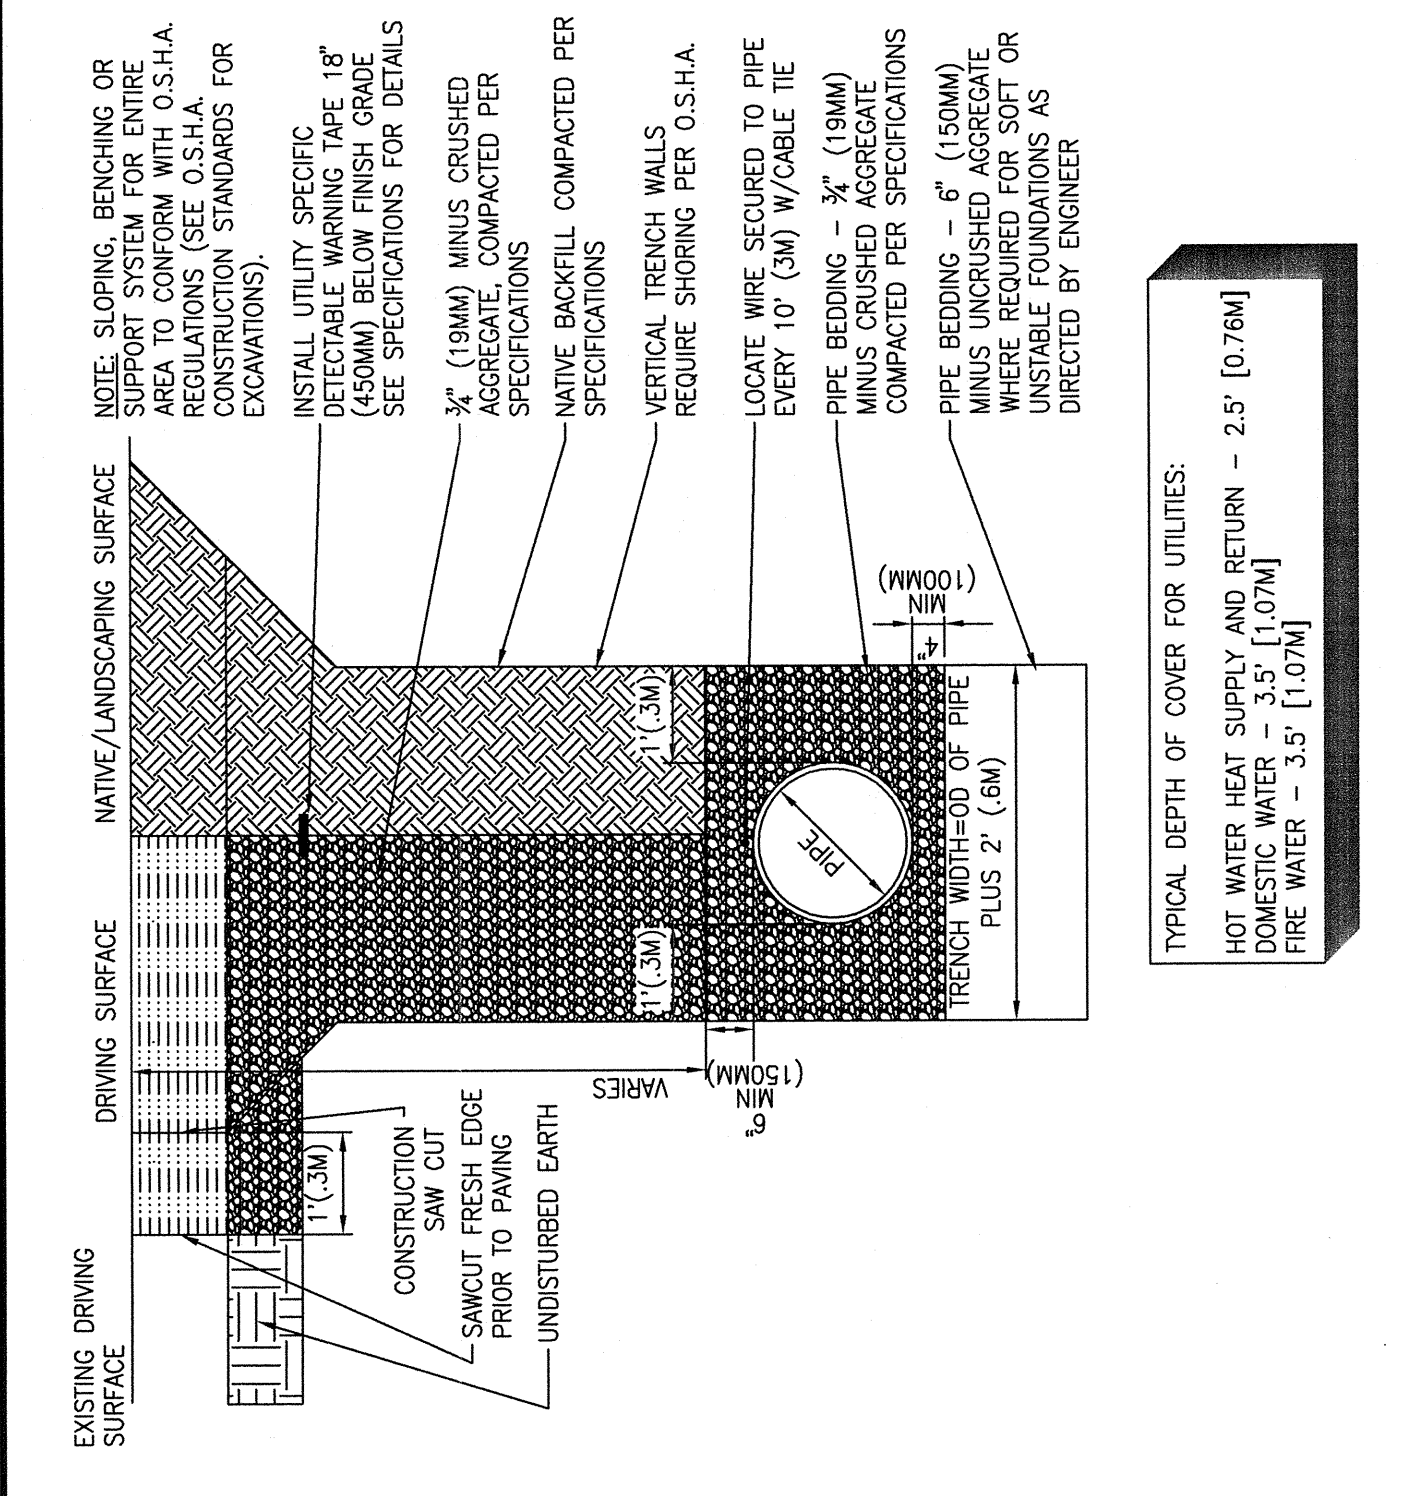 EXISTING DRIVING
SURFACE
DRIVING SURFACE
NATIVE/LANDSCAPING SURFACE
NOTE: SLOPING, BENCHING OR
SUPPORT SYSTEM FOR ENTIRE
AREA TO CONFORM WITH O.S.H.A.
REGULATIONS (SEE O.S.H.A.
CONSTRUCTION STANDARDS FOR
EXCAVATIONS).
INSTALL UTILITY SPECIFIC
DETECTABLE WARNING TAPE 18"
(450MM) BELOW FINISH GRADE
SEE SPECIFICATIONS FOR DETAILS
¾" (19MM) MINUS CRUSHED
AGGREGATE, COMPACTED PER
SPECIFICATIONS
NATIVE BACKFILL COMPACTED PER
SPECIFICATIONS
VERTICAL TRENCH WALLS
REQUIRE SHORING PER O.S.H.A.
LOCATE WIRE SECURED TO PIPE
EVERY 10' (3M) W/CABLE TIE
PIPE BEDDING - ¾" (19MM)
MINUS CRUSHED AGGREGATE
COMPACTED PER SPECIFICATIONS
PIPE BEDDING - 6" (150MM)
MINUS UNCRUSHED AGGREGATE
WHERE REQUIRED FOR SOFT OR
UNSTABLE FOUNDATIONS AS
DIRECTED BY ENGINEER
1'(.3M)
CONSTRUCTION
SAW CUT
SAWCUT FRESH EDGE
PRIOR TO PAVING
UNDISTURBED EARTH
VARIES
6"
MIN
(150MM)
1'(.3M)
1'(.3M)
PIPE
4"
MIN
(100MM)
TRENCH WIDTH=OD OF PIPE
PLUS 2' (.6M)
TYPICAL DEPTH OF COVER FOR UTILITIES:
HOT WATER HEAT SUPPLY AND RETURN - 2.5' [0.76M]
DOMESTIC WATER - 3.5' [1.07M]
FIRE WATER - 3.5' [1.07M]